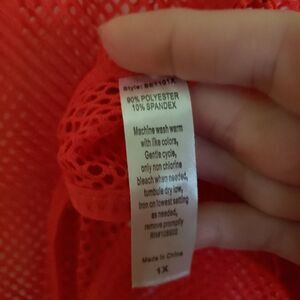 90% POLYESTER
10% SPANDEX
Machine wash warm
with like colors,
Gentle cycle,
only non chlorine
bleach when needed,
tumbule dry low,
Iron on lowest setting
as needed,
remove promptly
Made in China
1X